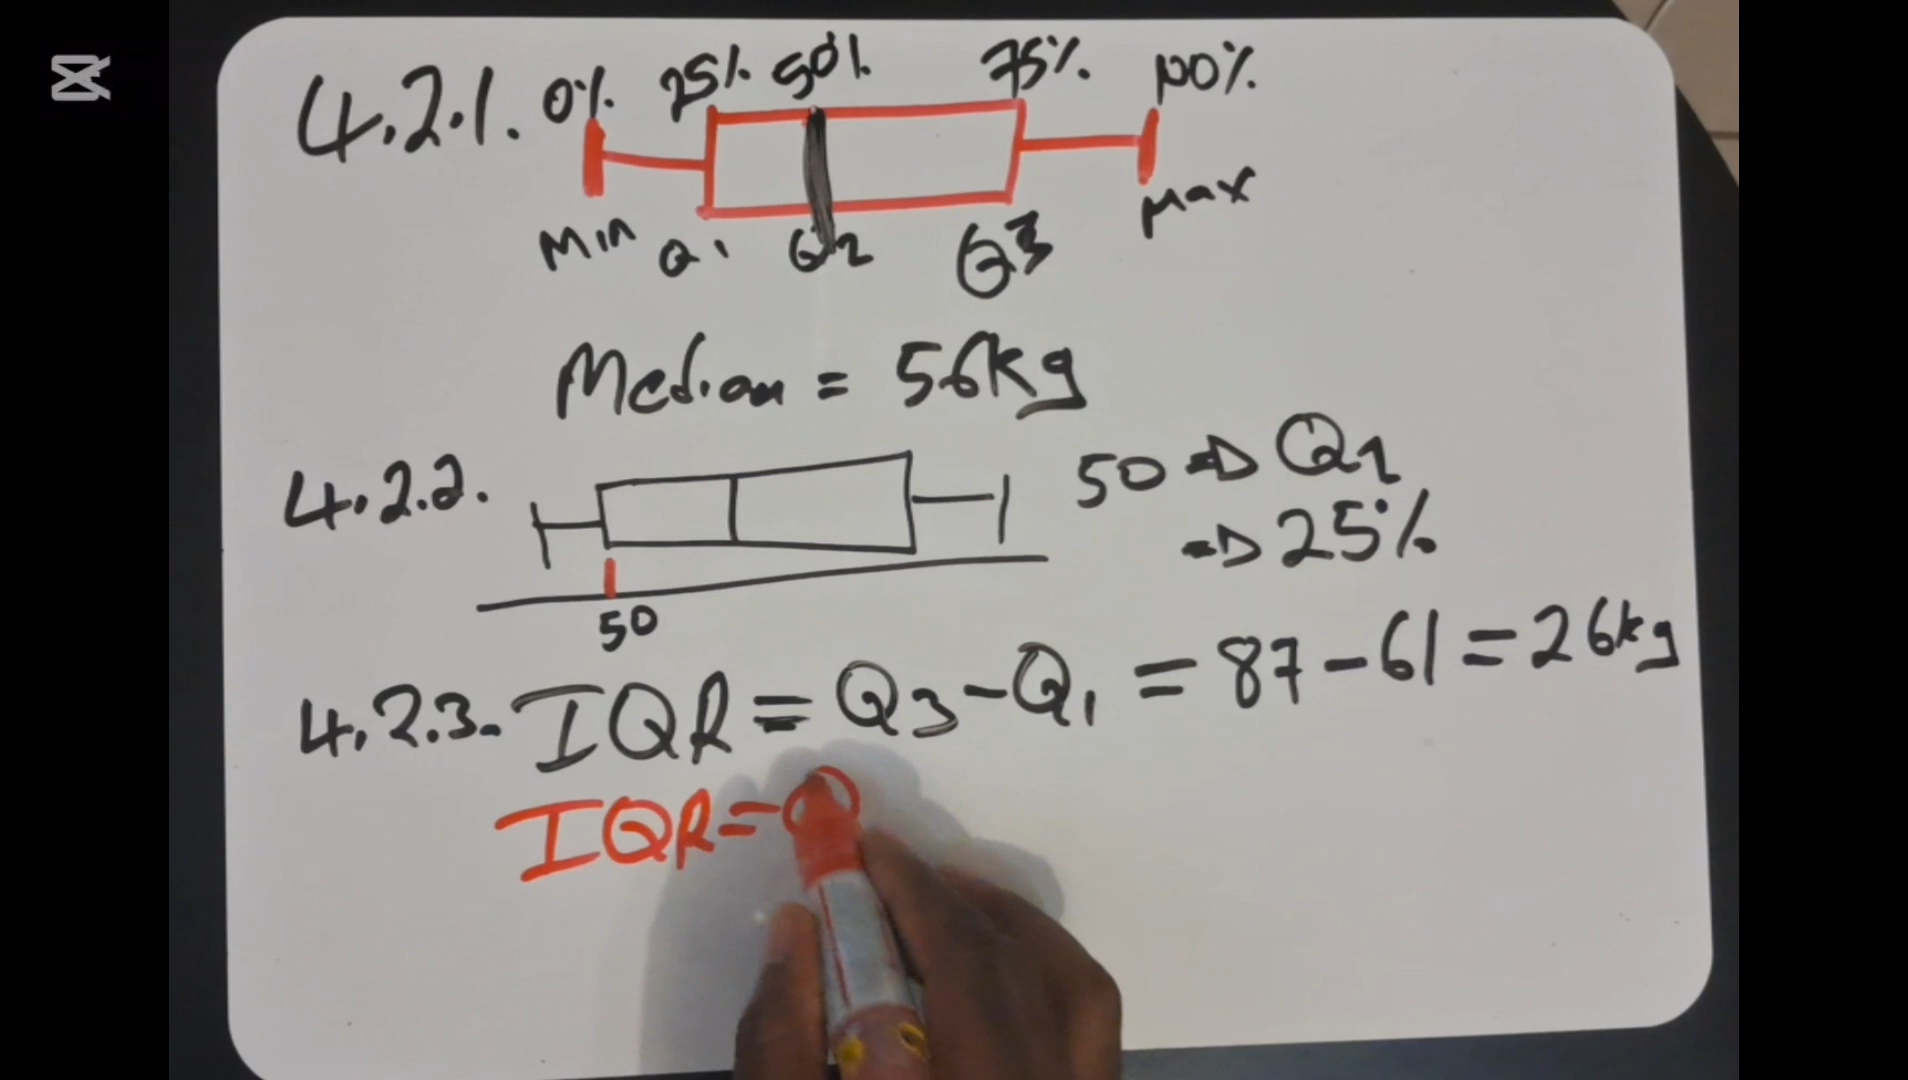 4.2.1. 0% 25% 50% 75% 100%
Min Q1 Q2 Q3 Max
Median = 56kg
4.2.2. 50 ⇒ Q1
⇒ 25%
50
4.2.3. IQR = Q3 - Q1 = 87 - 61 = 26kg
IQR =